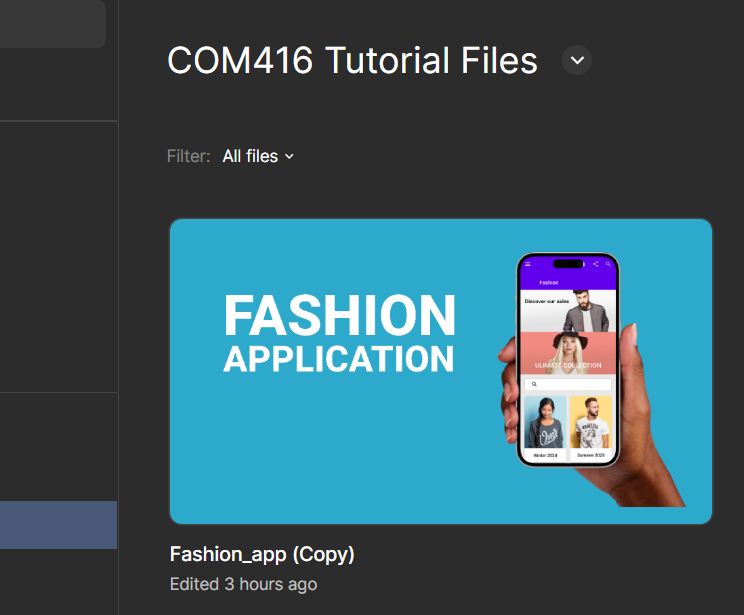 COM416 Tutorial Files
Filter: All files
FASHION
APPLICATION
Fashion
Discover our sales
ULIMATE COLLECTION
Winter 2024
Summer 2025
Fashion_app (Copy)
Edited 3 hours ago